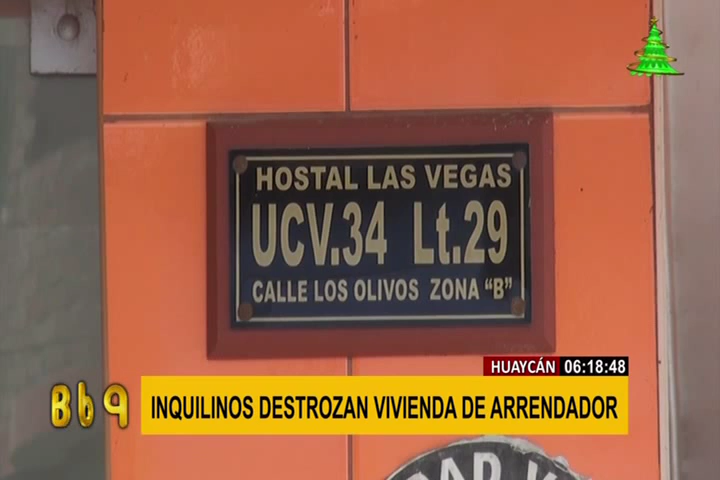 HOSTAL LAS VEGAS
UCV.34 Lt.29
CALLE LOS OLIVOS ZONA "B"
HUAYCÁN 06:18:48
INQUILINOS DESTROZAN VIVIENDA DE ARRENDADOR